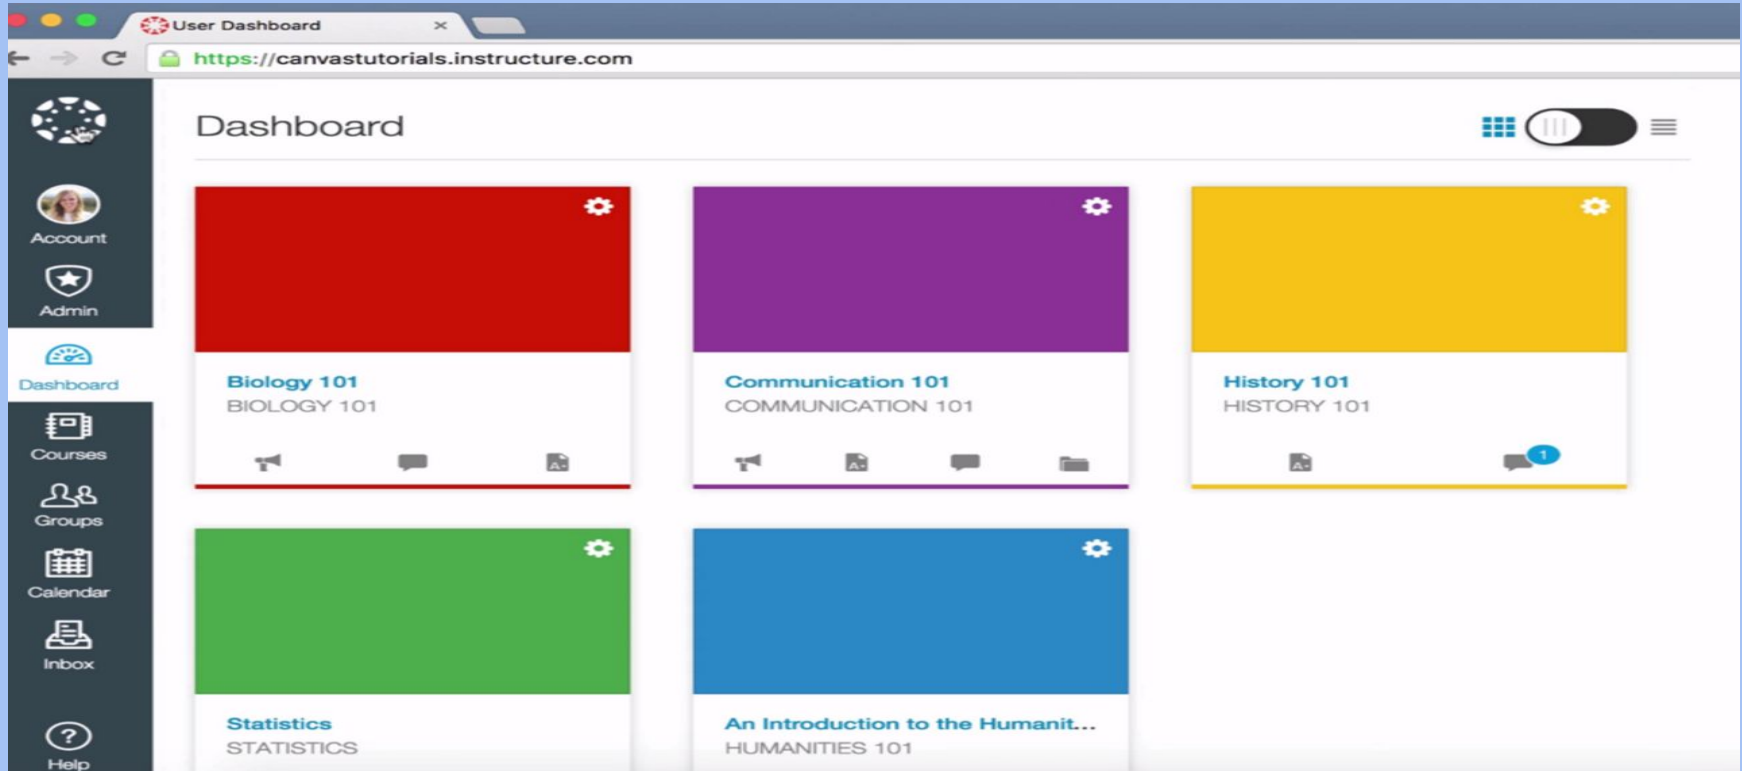 User Dashboard
https://canvastutorials.instructure.com
Dashboard
Account
Admin
Dashboard
Courses
Groups
Calendar
Inbox
Help
Biology 101
BIOLOGY 101
Communication 101
COMMUNICATION 101
History 101
HISTORY 101
1
Statistics
STATISTICS
An Introduction to the Humanit...
HUMANITIES 101